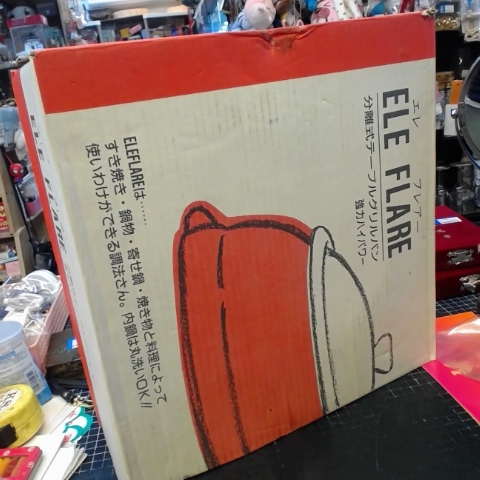 エレ フレアー
ELE FLARE
分離式テーブルグリルパン
強力ハイパワー
ELEFLAREは……
すき焼き・鍋物・寄せ鍋・焼き物と料理によって
使いわけができる調法さん。内鍋は丸洗いOK!!
ELE FLARE